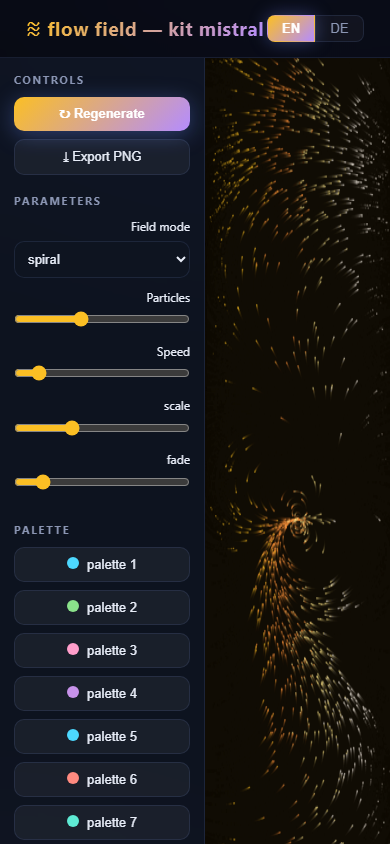 ≋ flow field — kit mistral
EN DE
CONTROLS
↻ Regenerate
⤓ Export PNG
PARAMETERS
Field mode
spiral
Particles
Speed
scale
fade
PALETTE
palette 1
palette 2
palette 3
palette 4
palette 5
palette 6
palette 7